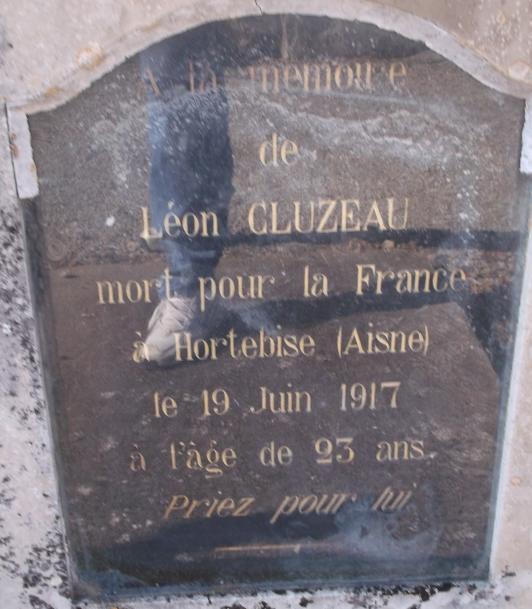 A la mémoire
de
Léon CLUZEAU
mort pour la France
à Hortebise (Aisne)
le 19 Juin 1917
à l'âge de 23 ans.
Priez pour lui